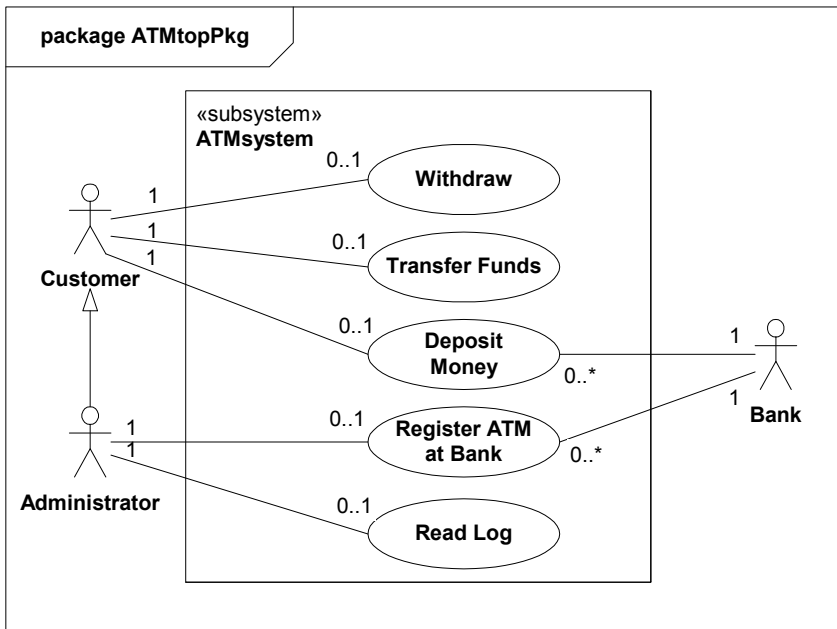 package ATMtopPkg
«subsystem»
ATMsystem
0..1
Withdraw
1
1
0..1
Transfer Funds
Customer
1
0..1
Deposit
Money
1
0..*
1
0..1
Register ATM
at Bank
1
0..*
Bank
1
Administrator
0..1
Read Log